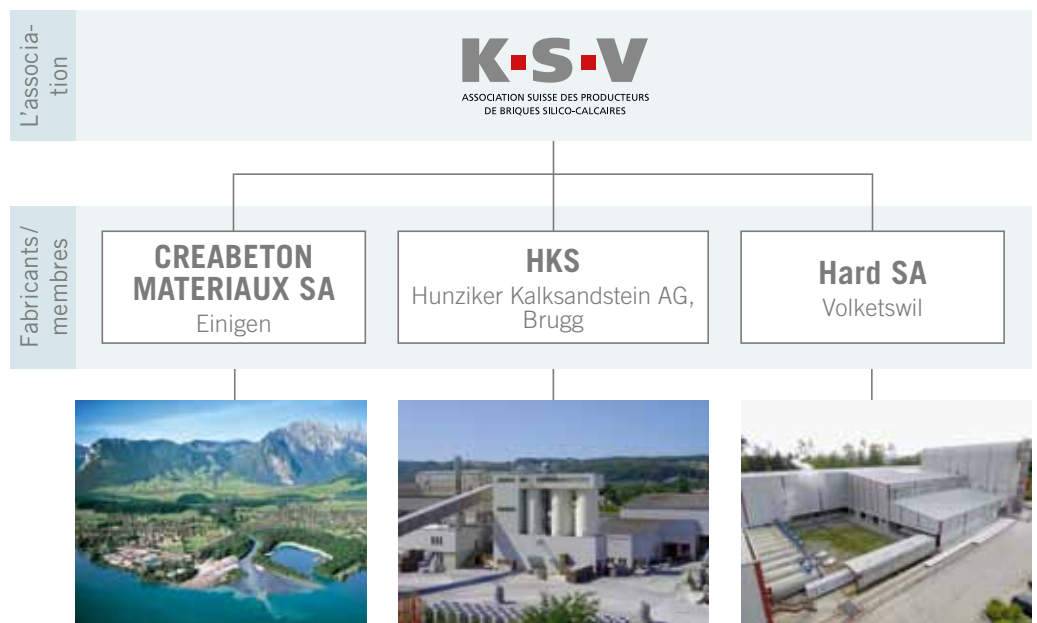 L'associa-
tion
K·S·V
ASSOCIATION SUISSE DES PRODUCTEURS
DE BRIQUES SILICO-CALCAIRES
Fabricants/
membres
CREABETON
MATERIAUX SA
Einigen
HKS
Hunziker Kalksandstein AG,
Brugg
Hard SA
Volketswil